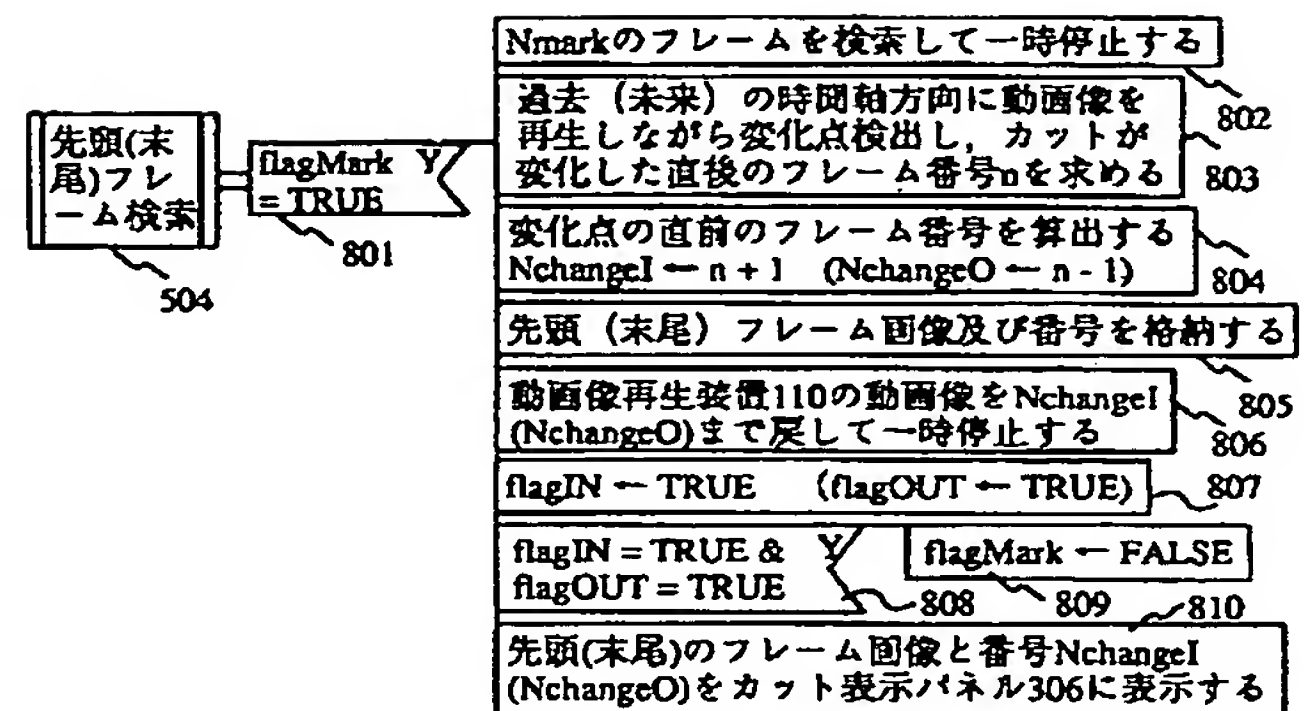 先頭(末
尾)フレ
ーム検索
504
flagMark Y
= TRUE
801
Nmarkのフレームを検索して一時停止する
802
過去（未来）の時間軸方向に動画像を
再生しながら変化点検出し，カットが
変化した直後のフレーム番号nを求める
803
変化点の直前のフレーム番号を算出する
NchangeI ← n + 1 (NchangeO ← n - 1)
804
先頭（末尾）フレーム画像及び番号を格納する
805
動画像再生装置110の動画像をNchangeI
(NchangeO)まで戻して一時停止する
806
flagIN ← TRUE (flagOUT ← TRUE)
807
flagIN = TRUE & Y
flagOUT = TRUE
808
flagMark ← FALSE
809
810
先頭(末尾)のフレーム画像と番号NchangeI
(NchangeO)をカット表示パネル306に表示する